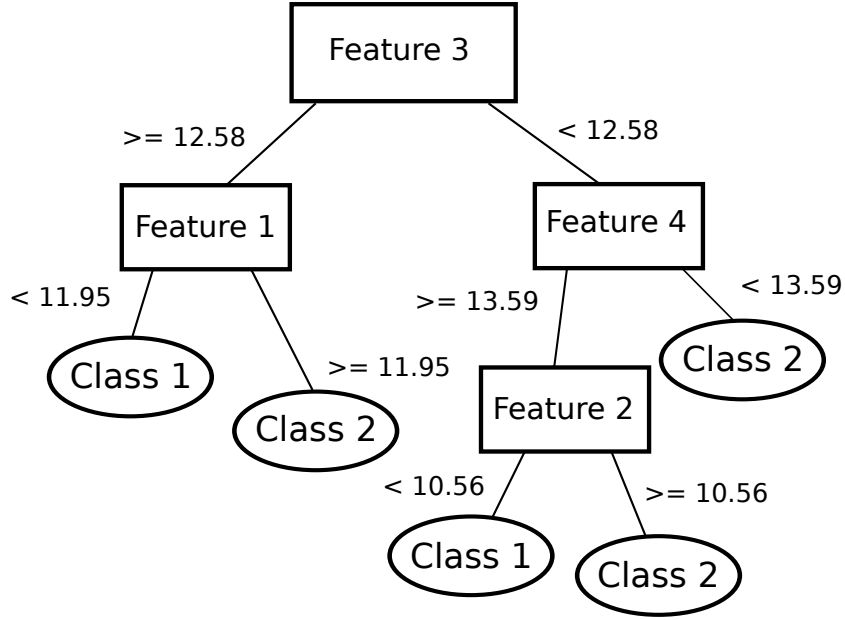 Feature 3
>= 12.58
< 12.58
Feature 1
Feature 4
< 11.95
>= 13.59
< 13.59
Class 1
>= 11.95
Class 2
Class 2
Feature 2
< 10.56
>= 10.56
Class 1
Class 2